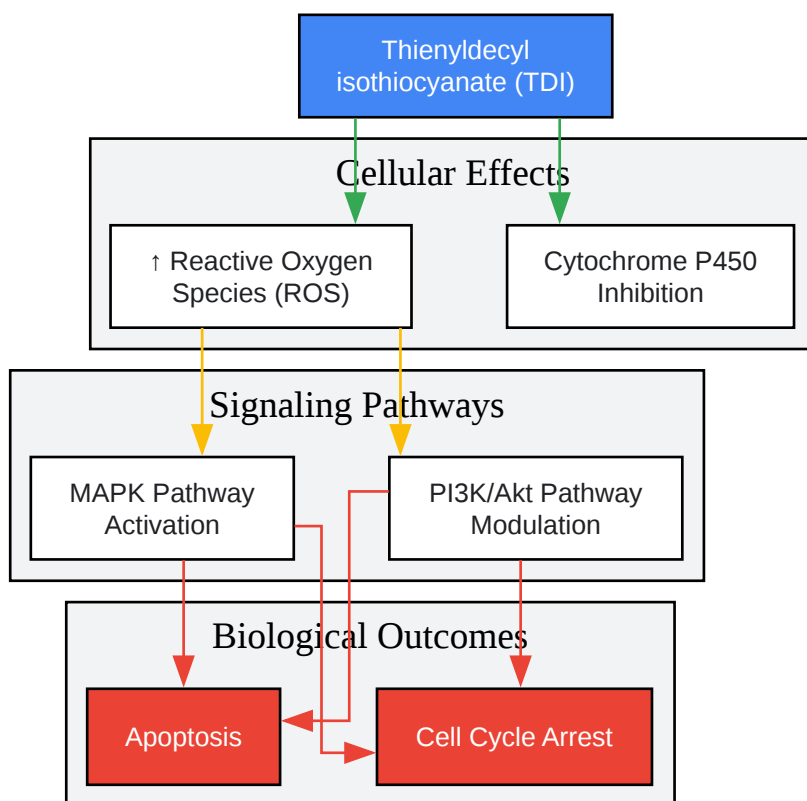 Thienyldecyl
isothiocyanate (TDI)
Cellular Effects
↑ Reactive Oxygen
Species (ROS)
Cytochrome P450
Inhibition
Signaling Pathways
MAPK Pathway
Activation
PI3K/Akt Pathway
Modulation
Biological Outcomes
Apoptosis
Cell Cycle Arrest